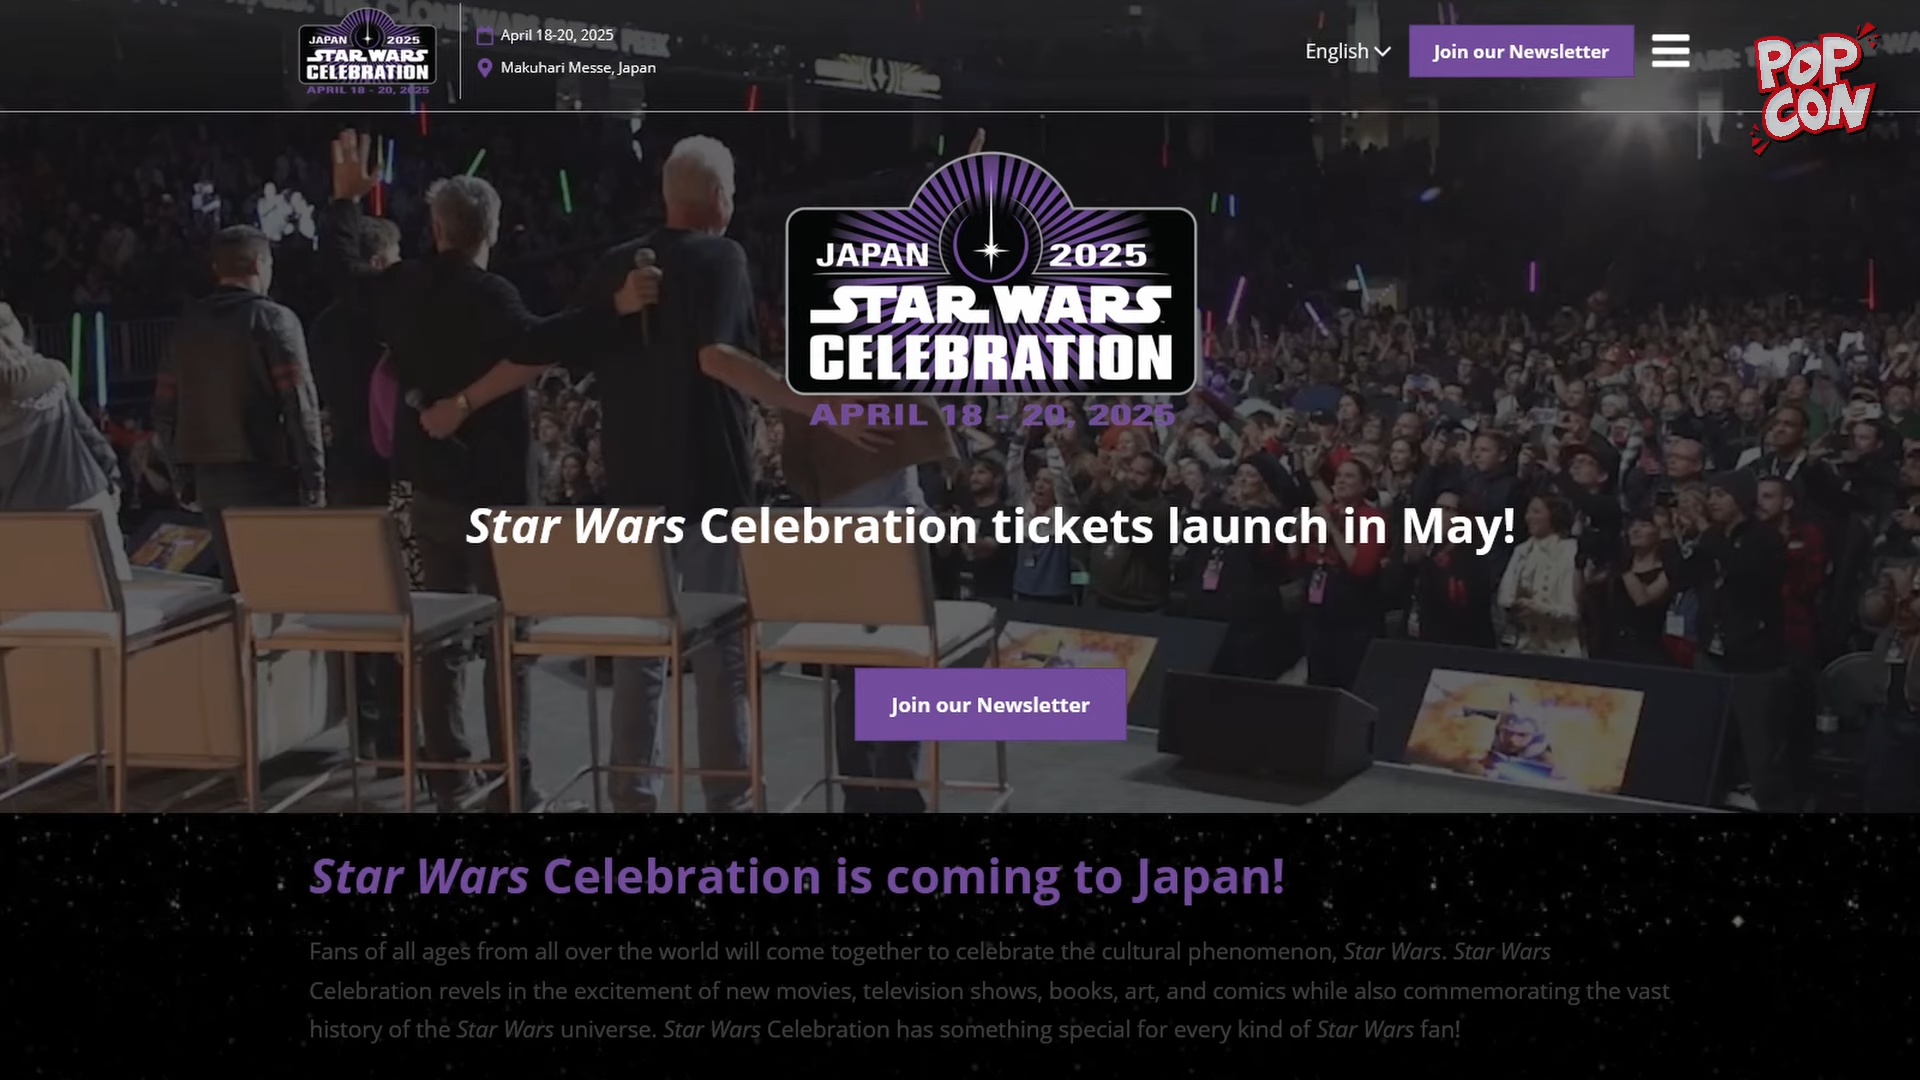 JAPAN 2025
STAR WARS
CELEBRATION
APRIL 18 - 20, 2025
April 18-20, 2025
Makuhari Messe, Japan
English
Join our Newsletter
POP
CON
JAPAN 2025
STAR WARS
CELEBRATION
APRIL 18 - 20, 2025
Star Wars Celebration tickets launch in May!
Join our Newsletter
Star Wars Celebration is coming to Japan!
Fans of all ages from all over the world will come together to celebrate the cultural phenomenon, Star Wars. Star Wars
Celebration revels in the excitement of new movies, television shows, books, art, and comics while also commemorating the vast
history of the Star Wars universe. Star Wars Celebration has something special for every kind of Star Wars fan!